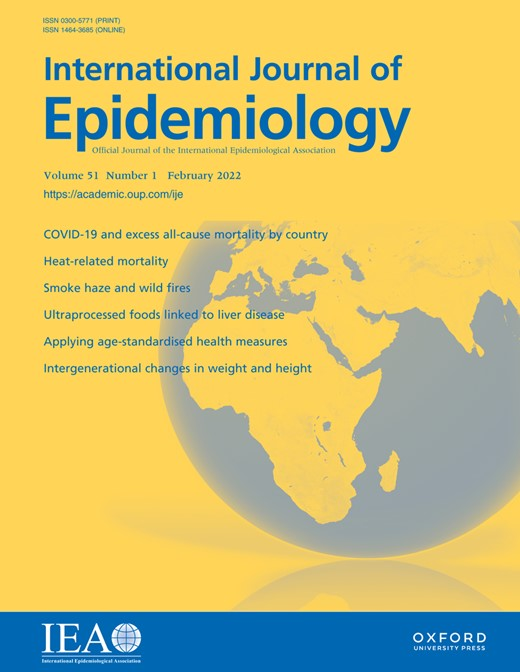 ISSN 0300-5771 (PRINT)
ISSN 1464-3685 (ONLINE)
International Journal of
Epidemiology
Official Journal of the International Epidemiological Association
Volume 51 Number 1 February 2022
https://academic.oup.com/ije
COVID-19 and excess all-cause mortality by country
Heat-related mortality
Smoke haze and wild fires
Ultraprocessed foods linked to liver disease
Applying age-standardised health measures
Intergenerational changes in weight and height
IEA
International Epidemiological Association
OXFORD
UNIVERSITY PRESS